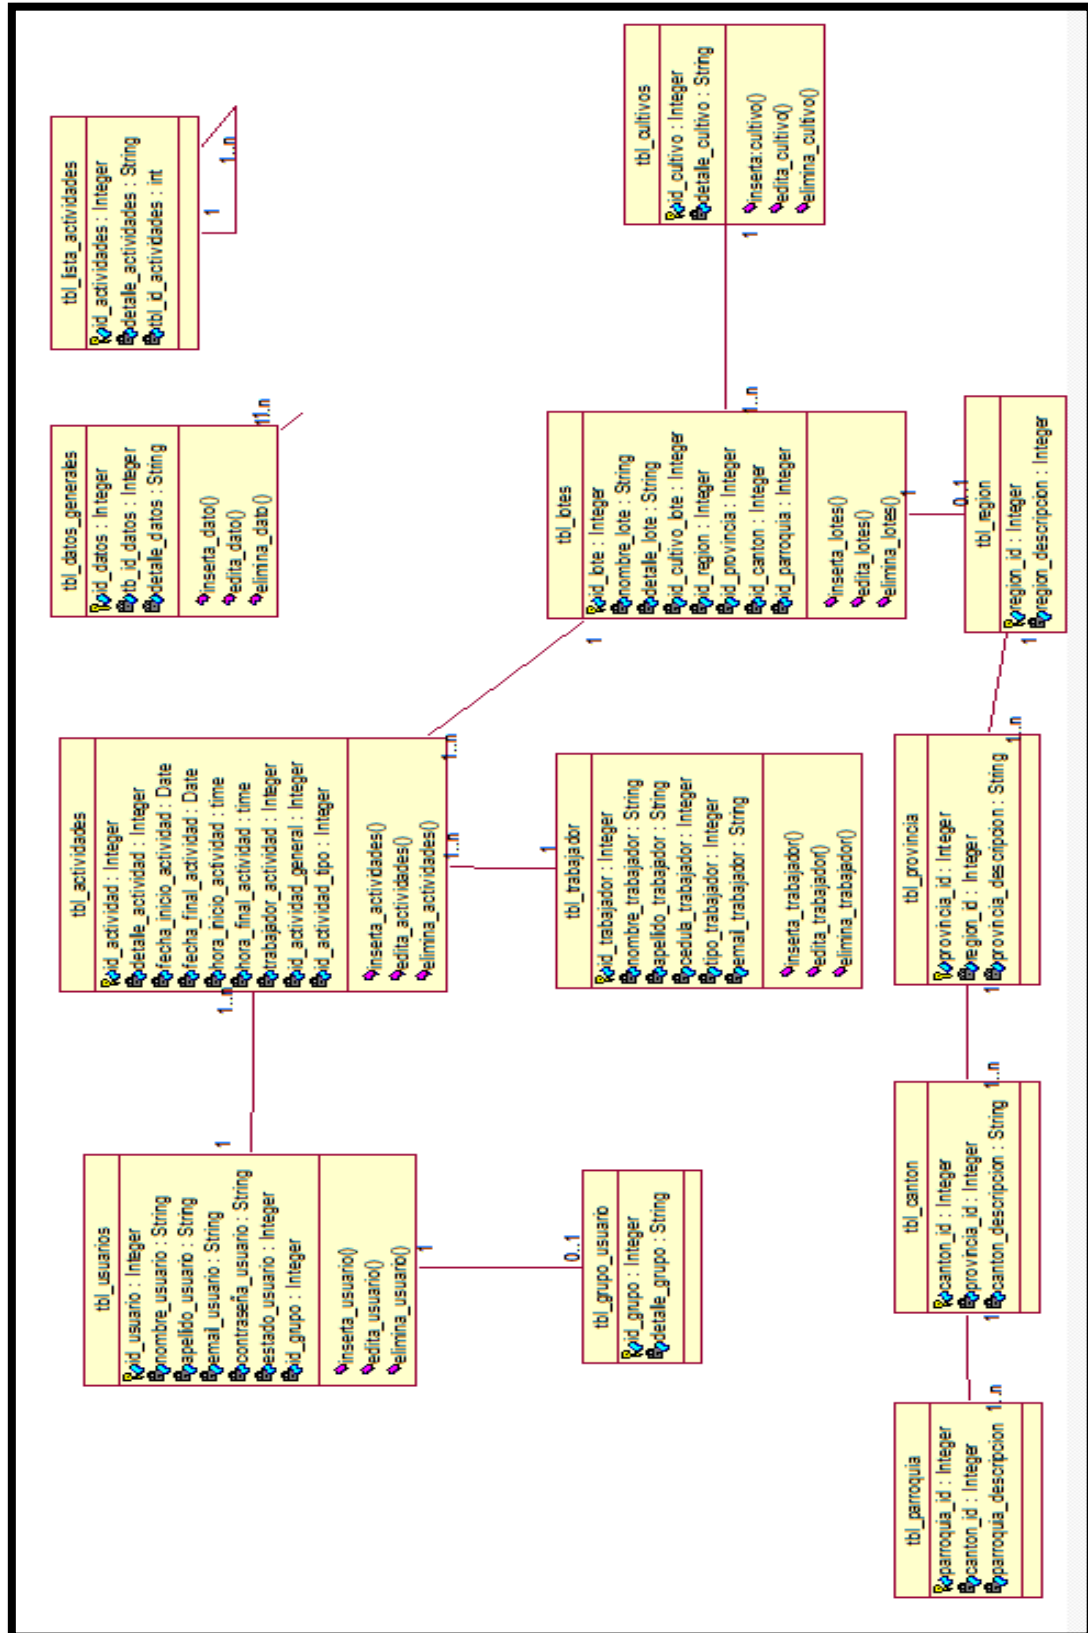 tbl_usuarios
id_usuario : Integer
nombre_usuario : String
apellido_usuario : String
email_usuario : String
contraseña_usuario : String
estado_usuario : Integer
id_grupo : Integer
inserta_usuario()
edita_usuario()
elimina_usuario()
1
1..n
1
0..1
tbl_grupo_usuario
id_grupo : Integer
detalle_grupo : String
tbl_actividades
id_actividad : Integer
detalle_actividad : Integer
fecha_inicio_actividad : Date
fecha_final_actividad : Date
hora_inicio_actividad : time
hora_final_actividad : time
trabajador_actividad : Integer
id_actividad_general : Integer
id_actividad_tipo : Integer
inserta_actividades()
edita_actividades()
elimina_actividades()
1..n
1..n
1
1
tbl_trabajador
id_trabajador : Integer
nombre_trabajador : String
apellido_trabajador : String
cedula_trabajador : Integer
tipo_trabajador : Integer
email_trabajador : String
inserta_trabajador()
edita_trabajador()
elimina_trabajador()
tbl_datos_generales
id_datos : Integer
tb_id_datos : Integer
detalle_datos : String
inserta_dato()
edita_dato()
elimina_dato()
11..n
tbl_lista_actividades
id_actividades : Integer
detalle_actividades : String
tbl_id_actividades : int
1
1..n
tbl_lotes
id_lote : Integer
nombre_lote : String
detalle_lote : String
id_cultivo_lote : Integer
id_region : Integer
id_provincia : Integer
id_canton : Integer
id_parroquia : Integer
inserta_lotes()
edita_lotes()
elimina_lotes()
1..n
1
tbl_cultivos
id_cultivo : Integer
detalle_cultivo : String
inserta:cultivo()
edita_cultivo()
elimina_cultivo()
1
0..1
tbl_parroquia
parroquia_id : Integer
canton_id : Integer
parroquia_descripcion
1..n
1
tbl_canton
canton_id : Integer
provincia_id : Integer
canton_descripcion : String
1..n
1
tbl_provincia
provincia_id : Integer
region_id : Integer
provincia_descripcion : String
1..n
1
tbl_region
region_id : Integer
region_descripcion : Integer